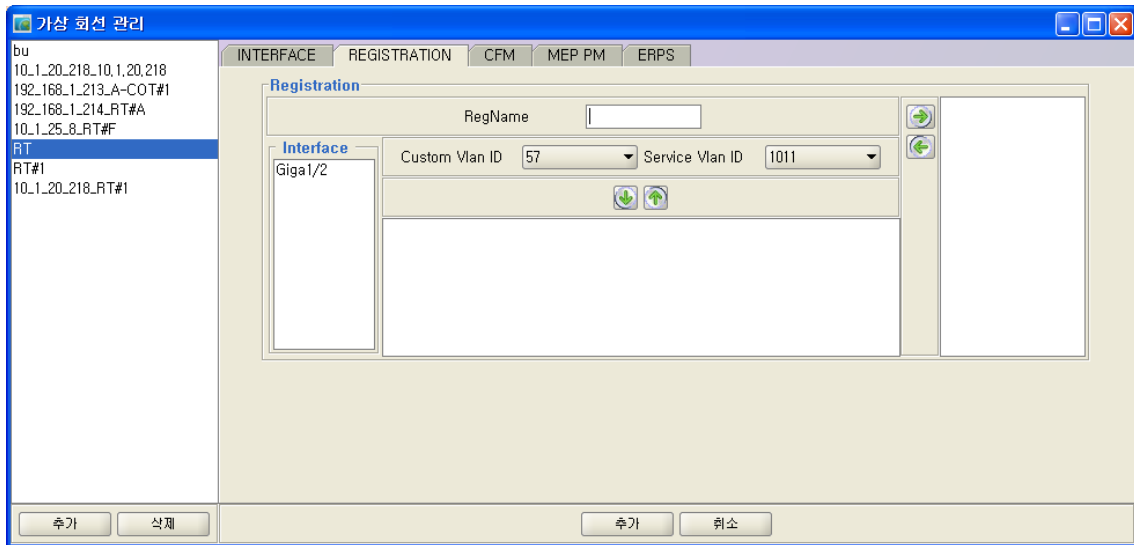 가상 회선 관리
bu
10_1_20_218_10,1,20,218
192_168_1_213_A-COT#1
192_168_1_214_RT#A
10_1_25_8_RT#F
RT
RT#1
10_1_20_218_RT#1
추가 삭제
INTERFACE REGISTRATION CFM MEP PM ERPS
Registration
RegName
Interface
Giga1/2
Custom Vlan ID 57 Service Vlan ID 1011
추가 취소